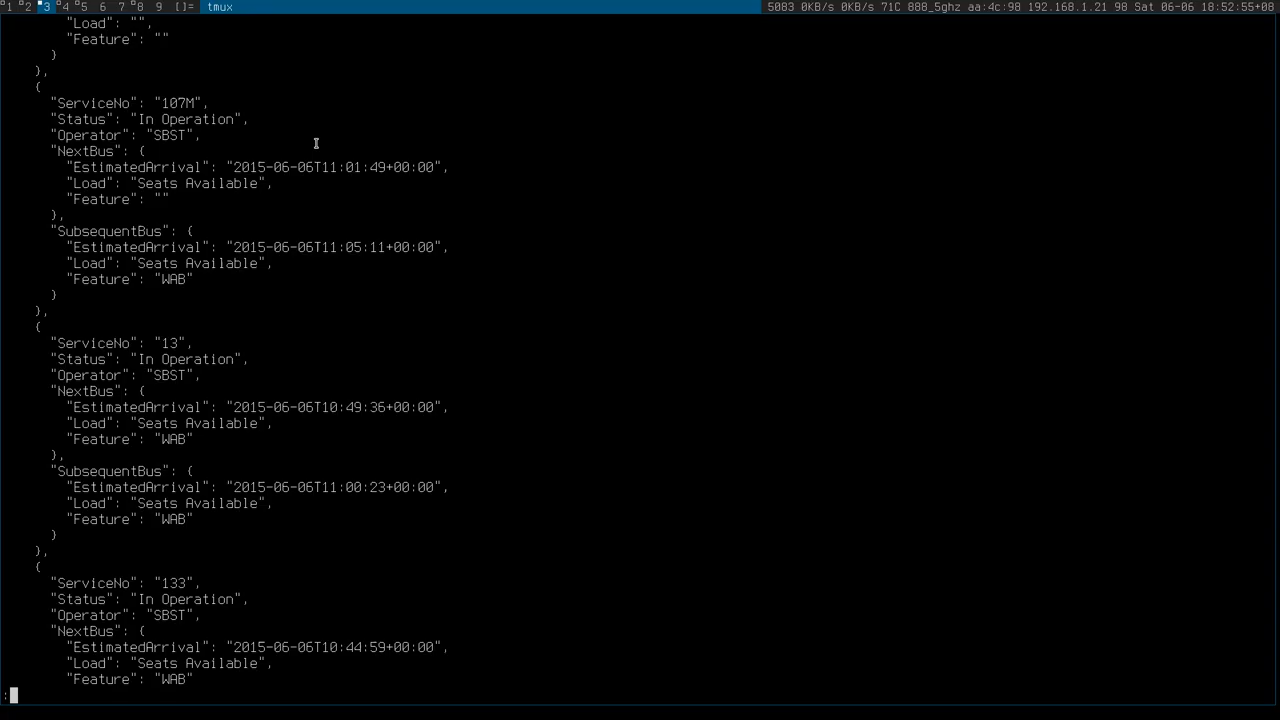 1 2 3 4 5 6 7 8 9 []= tmux 5083 0KB/s 0KB/s 71C 888_5ghz aa:4c:98 192.168.1.21 98 Sat 06-06 18:52:55+08
"Load": "",
"Feature": ""
}
},
{
"ServiceNo": "107M",
"Status": "In Operation",
"Operator": "SBST",
"NextBus": {
"EstimatedArrival": "2015-06-06T11:01:49+00:00",
"Load": "Seats Available",
"Feature": ""
},
"SubsequentBus": {
"EstimatedArrival": "2015-06-06T11:05:11+00:00",
"Load": "Seats Available",
"Feature": "WAB"
}
},
{
"ServiceNo": "13",
"Status": "In Operation",
"Operator": "SBST",
"NextBus": {
"EstimatedArrival": "2015-06-06T10:49:36+00:00",
"Load": "Seats Available",
"Feature": "WAB"
},
"SubsequentBus": {
"EstimatedArrival": "2015-06-06T11:00:23+00:00",
"Load": "Seats Available",
"Feature": "WAB"
}
},
{
"ServiceNo": "133",
"Status": "In Operation",
"Operator": "SBST",
"NextBus": {
"EstimatedArrival": "2015-06-06T10:44:59+00:00",
"Load": "Seats Available",
"Feature": "WAB"
: